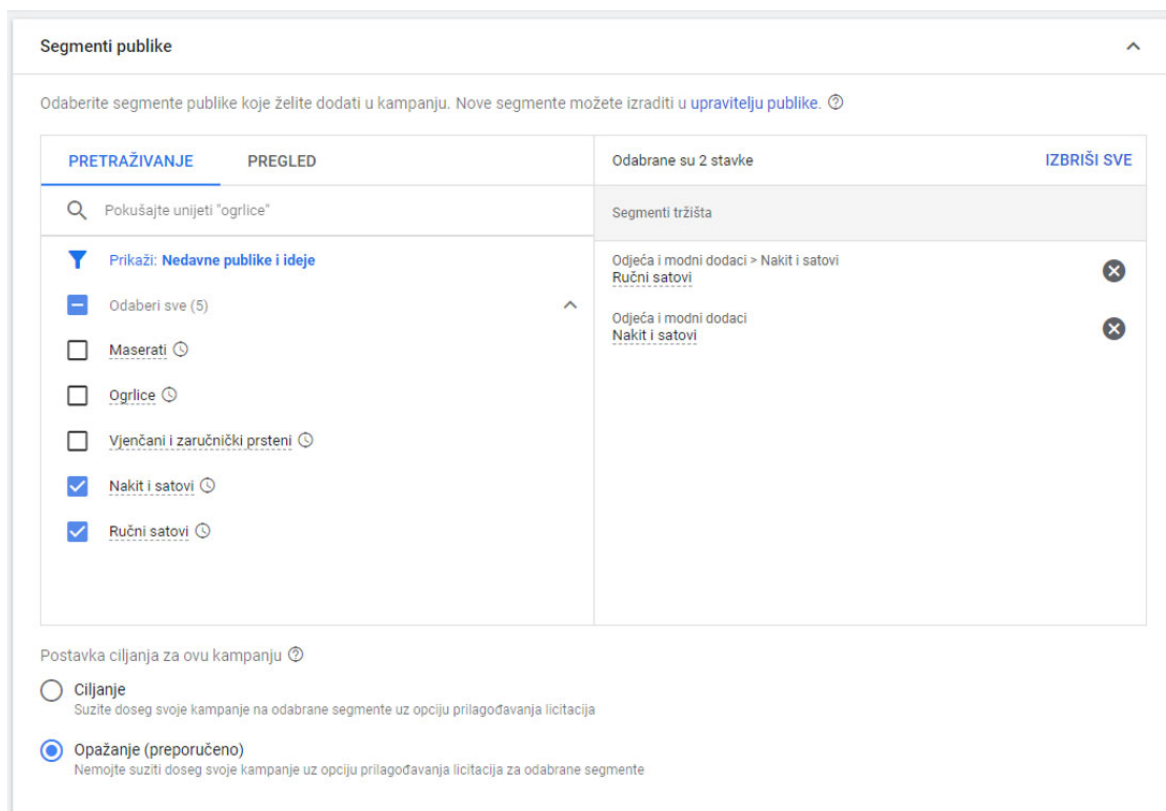 Segmenti publike
Odaberite segmente publike koje želite dodati u kampanju. Nove segmente možete izraditi u upravitelju publike.
PRETRAŽIVANJE
PREGLED
Pokušajte unijeti "ogrlice"
Prikaži: Nedavne publike i ideje
Odaberi sve (5)
Maserati
Ogrlice
Vjenčani i zaručnički prsteni
Nakit i satovi
Ručni satovi
Odabrane su 2 stavke
IZBRIŠI SVE
Segmenti tržišta
Odjeća i modni dodaci > Nakit i satovi
Ručni satovi
Odjeća i modni dodaci
Nakit i satovi
Postavka ciljanja za ovu kampanju
Ciljanje
Suzite doseg svoje kampanje na odabrane segmente uz opciju prilagođavanja licitacija
Opažanje (preporučeno)
Nemojte suziti doseg svoje kampanje uz opciju prilagođavanja licitacija za odabrane segmente